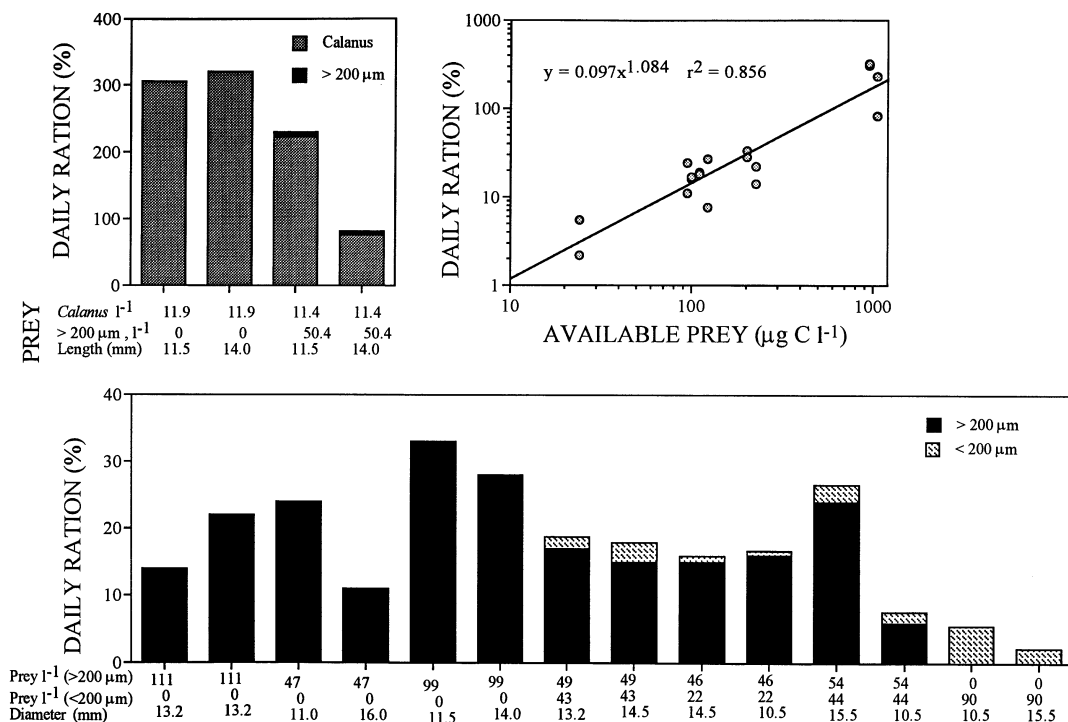 400
300
200
100
0
DAILY RATION (%)
Calanus
> 200 µm
PREY
Calanus l-1 11.9 11.9 11.4 11.4
> 200 µm , l-1 0 0 50.4 50.4
Length (mm) 11.5 14.0 11.5 14.0
1000
100
10
1
DAILY RATION (%)
y = 0.097x^1.084 r^2 = 0.856
10 100 1000
AVAILABLE PREY (µg C l-1)
40
30
20
10
0
DAILY RATION (%)
> 200 µm
< 200 µm
Prey l-1 (>200 µm) 111 111 47 47 99 99 49 49 46 46 54 54 0 0
Prey l-1 (<200 µm) 0 0 0 0 0 0 43 43 22 22 44 44 90 90
Diameter (mm) 13.2 13.2 11.0 16.0 11.5 14.0 13.2 14.5 14.5 10.5 15.5 10.5 10.5 15.5